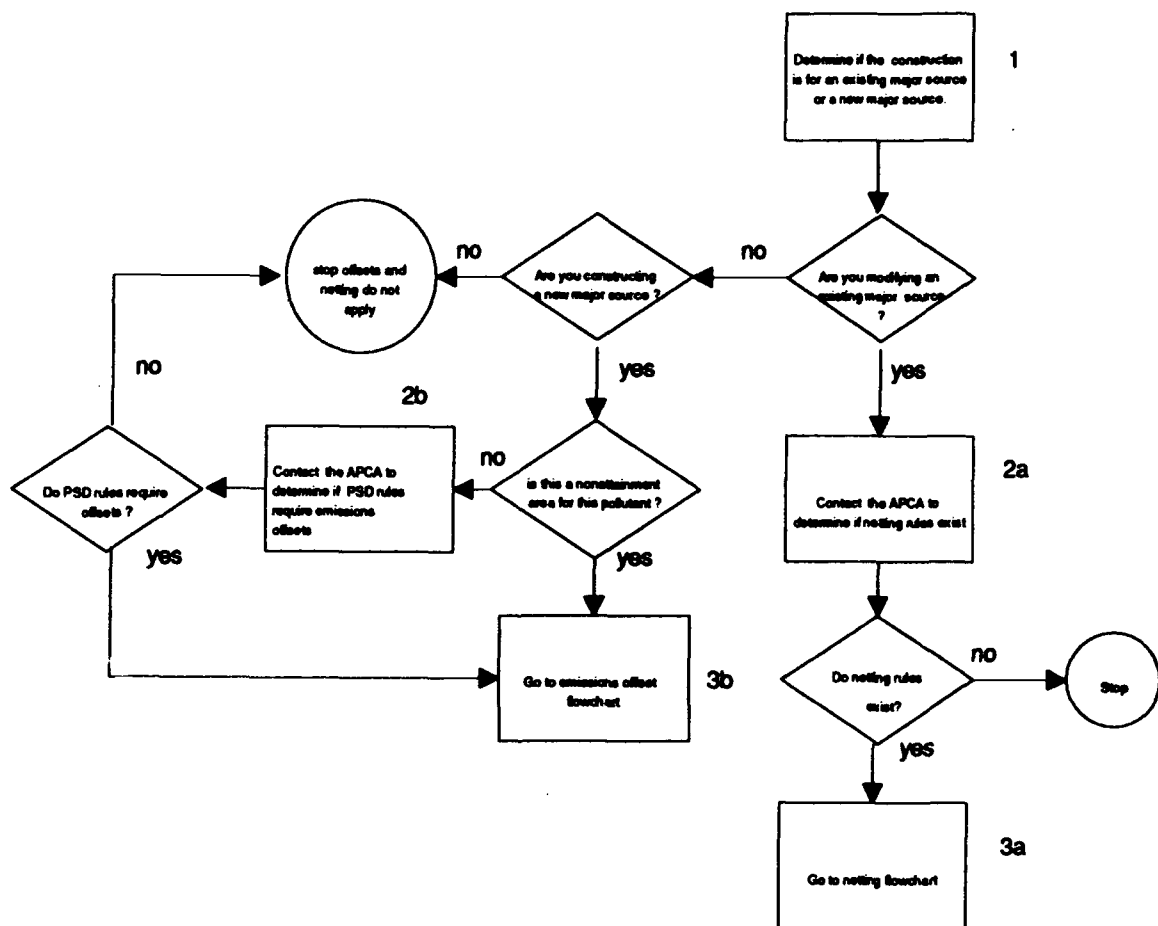 Determine if the construction
is for an existing major source
or a new major source.
1
Are you modifying an
existing major source
?
no
Are you constructing
a new major source ?
no
stop offsets and
netting do not
apply
yes
yes
is this a nonattainment
area for this pollutant ?
no
2b
Contact the APCA to
determine if PSD rules
require emissions
offsets
Do PSD rules require
offsets ?
no
yes
yes
Go to emissions offset
flowchart
3b
2a
Contact the APCA to
determine if netting rules exist
Do netting rules
exist?
no
Stop
yes
3a
Go to netting flowchart